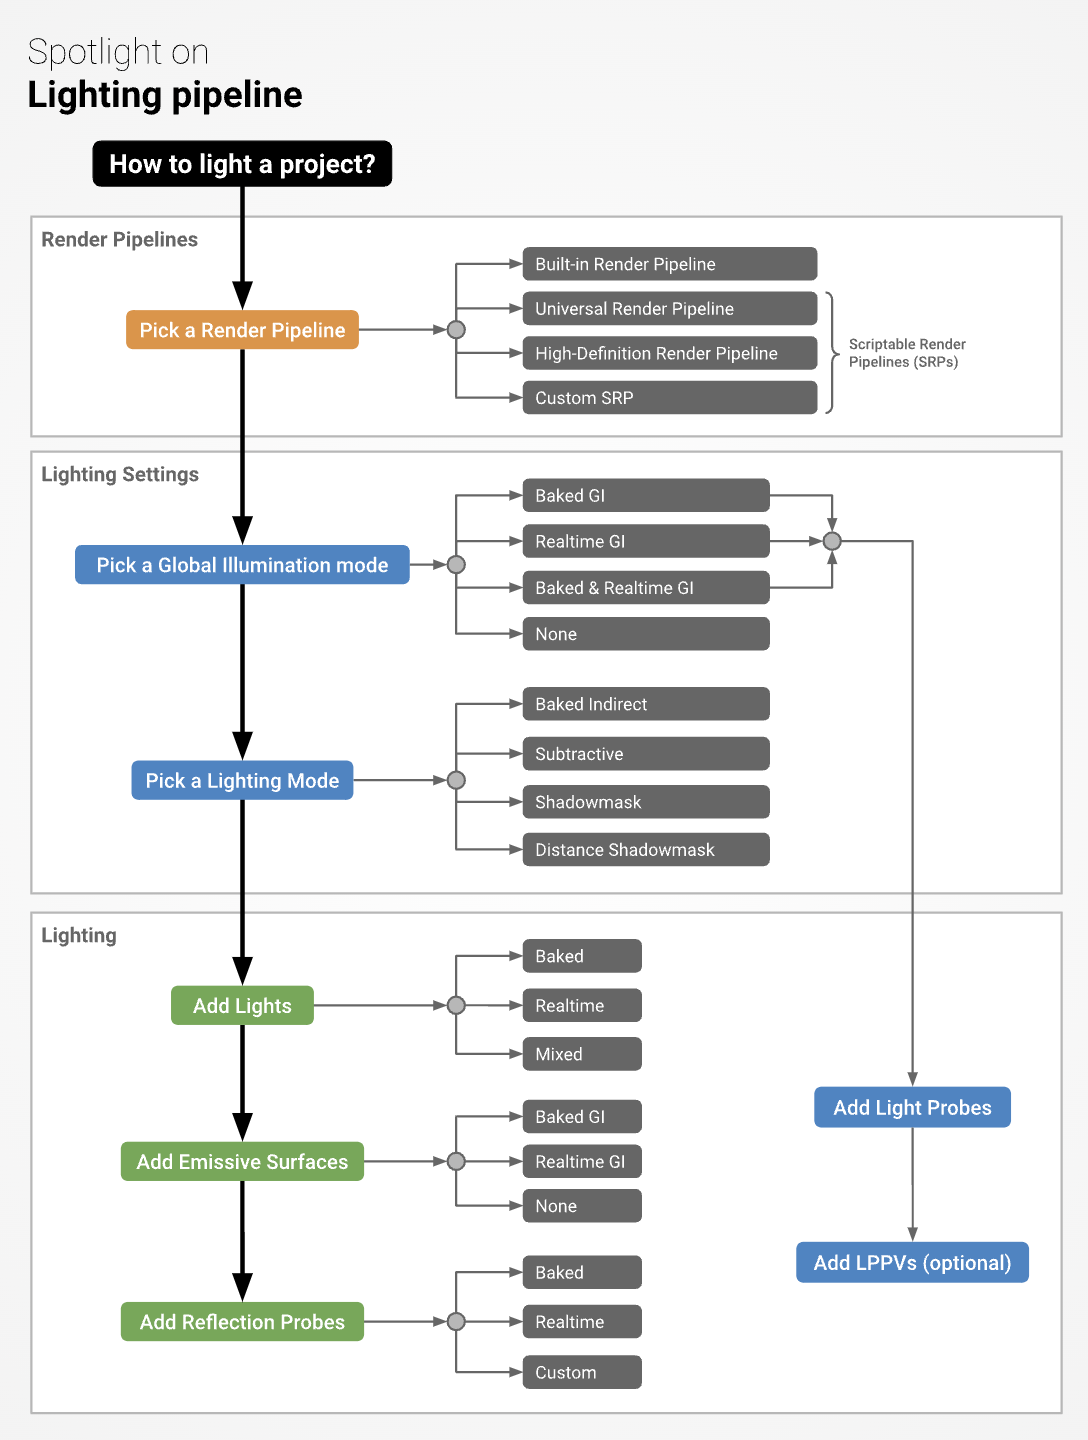 Spotlight on
Lighting pipeline
How to light a project?
Render Pipelines
Pick a Render Pipeline
Built-in Render Pipeline
Universal Render Pipeline
High-Definition Render Pipeline
Custom SRP
Scriptable Render
Pipelines (SRPs)
Lighting Settings
Pick a Global Illumination mode
Baked GI
Realtime GI
Baked & Realtime GI
None
Pick a Lighting Mode
Baked Indirect
Subtractive
Shadowmask
Distance Shadowmask
Lighting
Add Lights
Baked
Realtime
Mixed
Add Emissive Surfaces
Baked GI
Realtime GI
None
Add Reflection Probes
Baked
Realtime
Custom
Add Light Probes
Add LPPVs (optional)